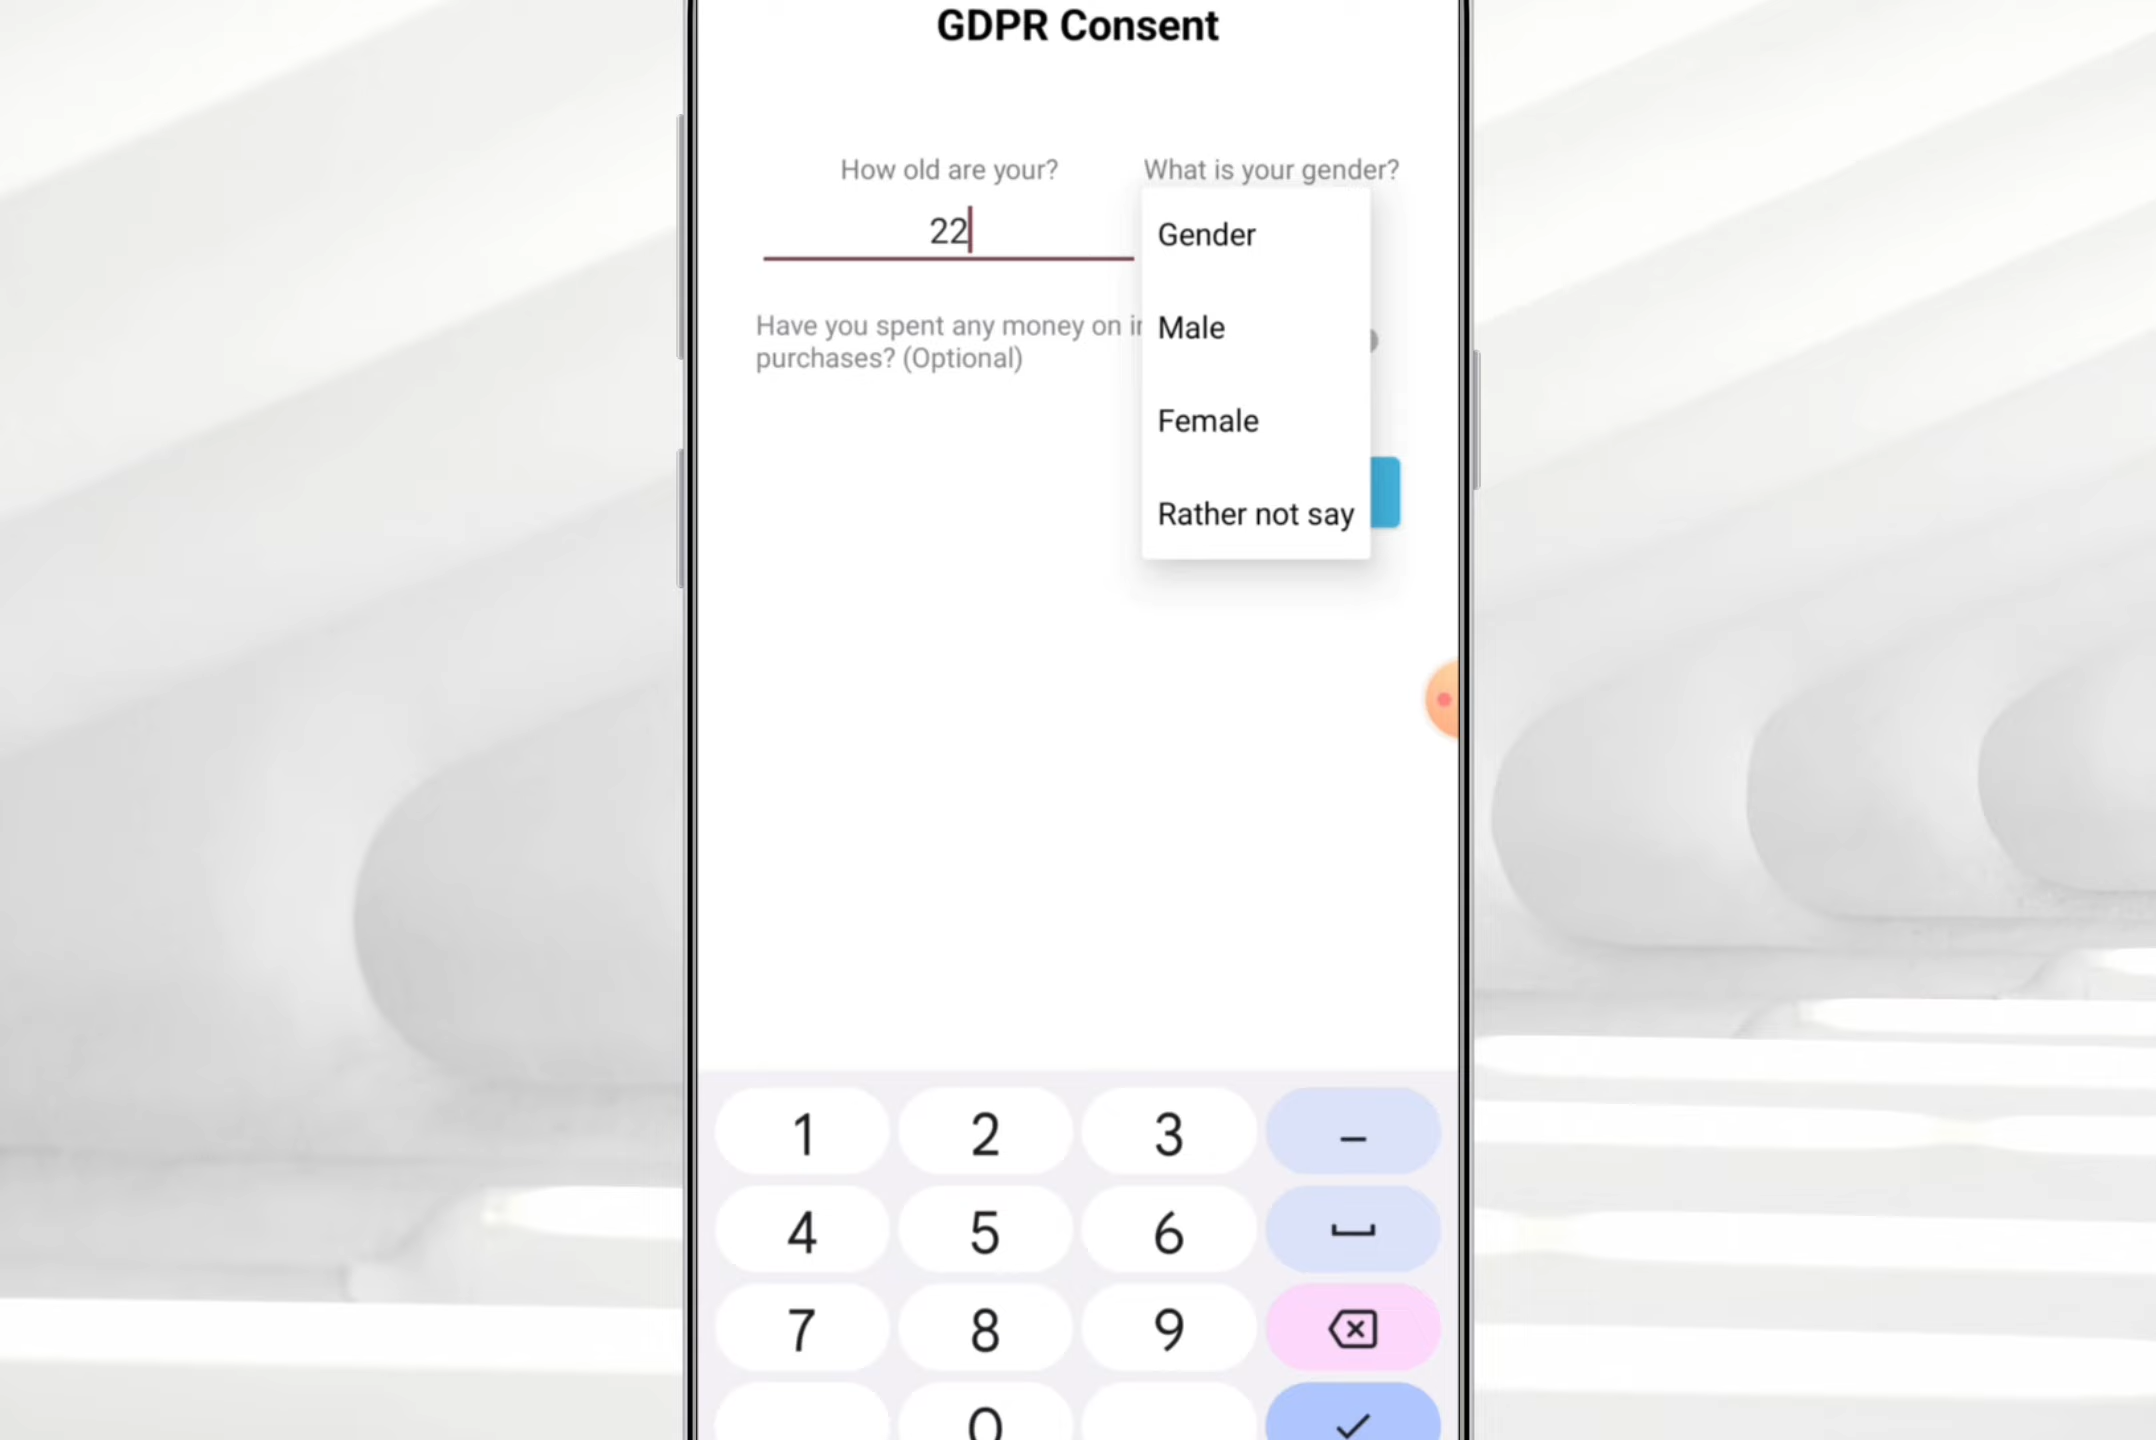 GDPR Consent
How old are your?
What is your gender?
22
Gender
Have you spent any money on
purchases? (Optional)
Male
Female
Rather not say
1 2 3 –
4 5 6
7 8 9
0